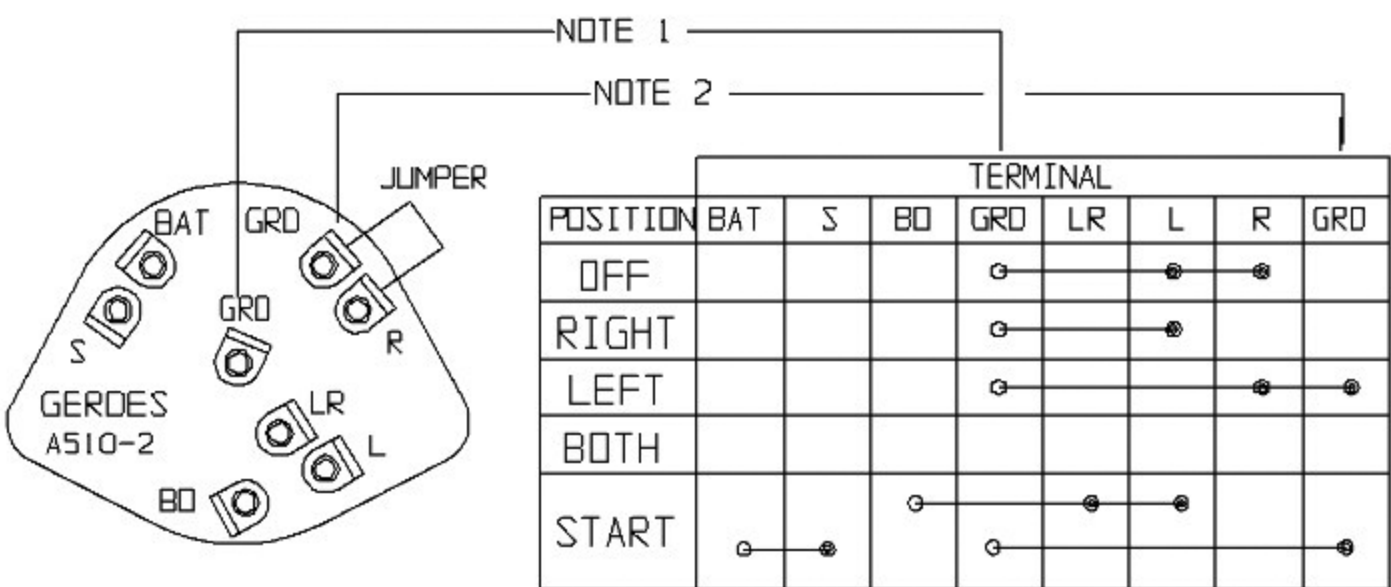 NOTE 1
NOTE 2
JUMPER
BAT GRD
GRD
S R
GERDES
A510-2
LR
L
BO
TERMINAL
POSITION BAT S BO GRD LR L R GRD
OFF
RIGHT
LEFT
BOTH
START